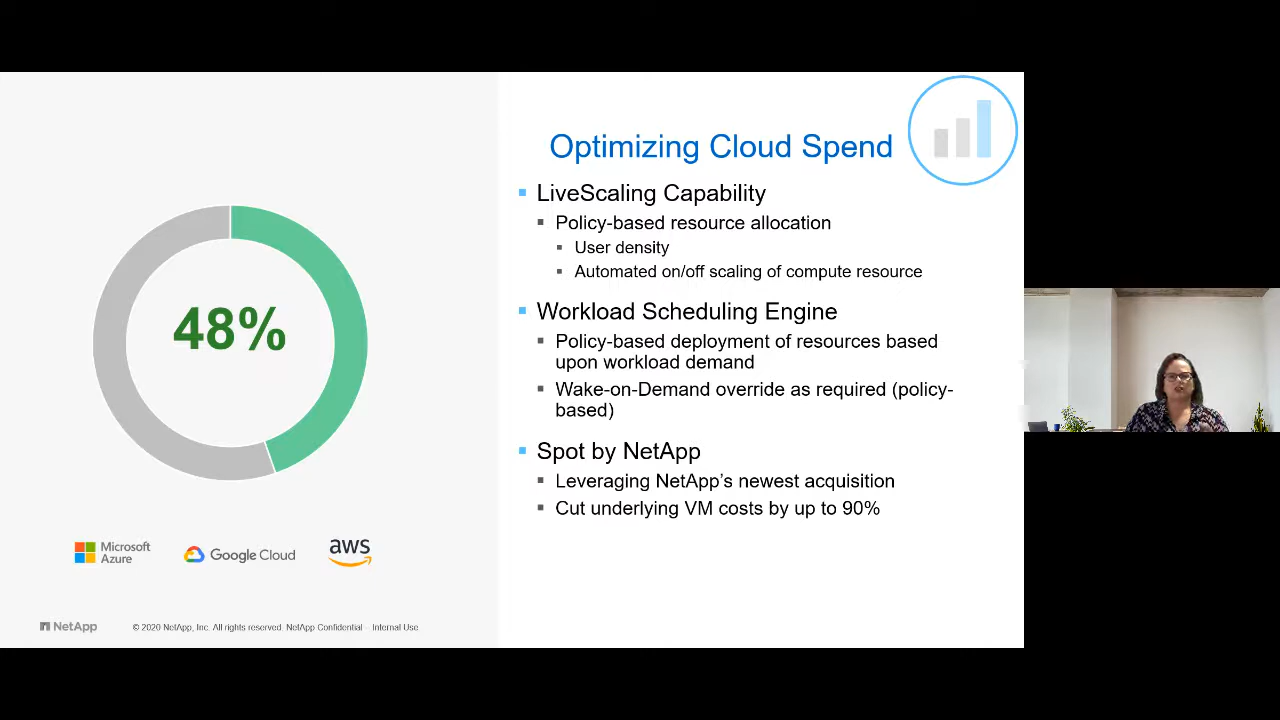 48%
Microsoft
Azure
Google Cloud
aws
NetApp
© 2020 NetApp, Inc. All rights reserved. NetApp Confidential – Internal Use
Optimizing Cloud Spend
LiveScaling Capability
Policy-based resource allocation
User density
Automated on/off scaling of compute resource
Workload Scheduling Engine
Policy-based deployment of resources based
upon workload demand
Wake-on-Demand override as required (policy-
based)
Spot by NetApp
Leveraging NetApp's newest acquisition
Cut underlying VM costs by up to 90%